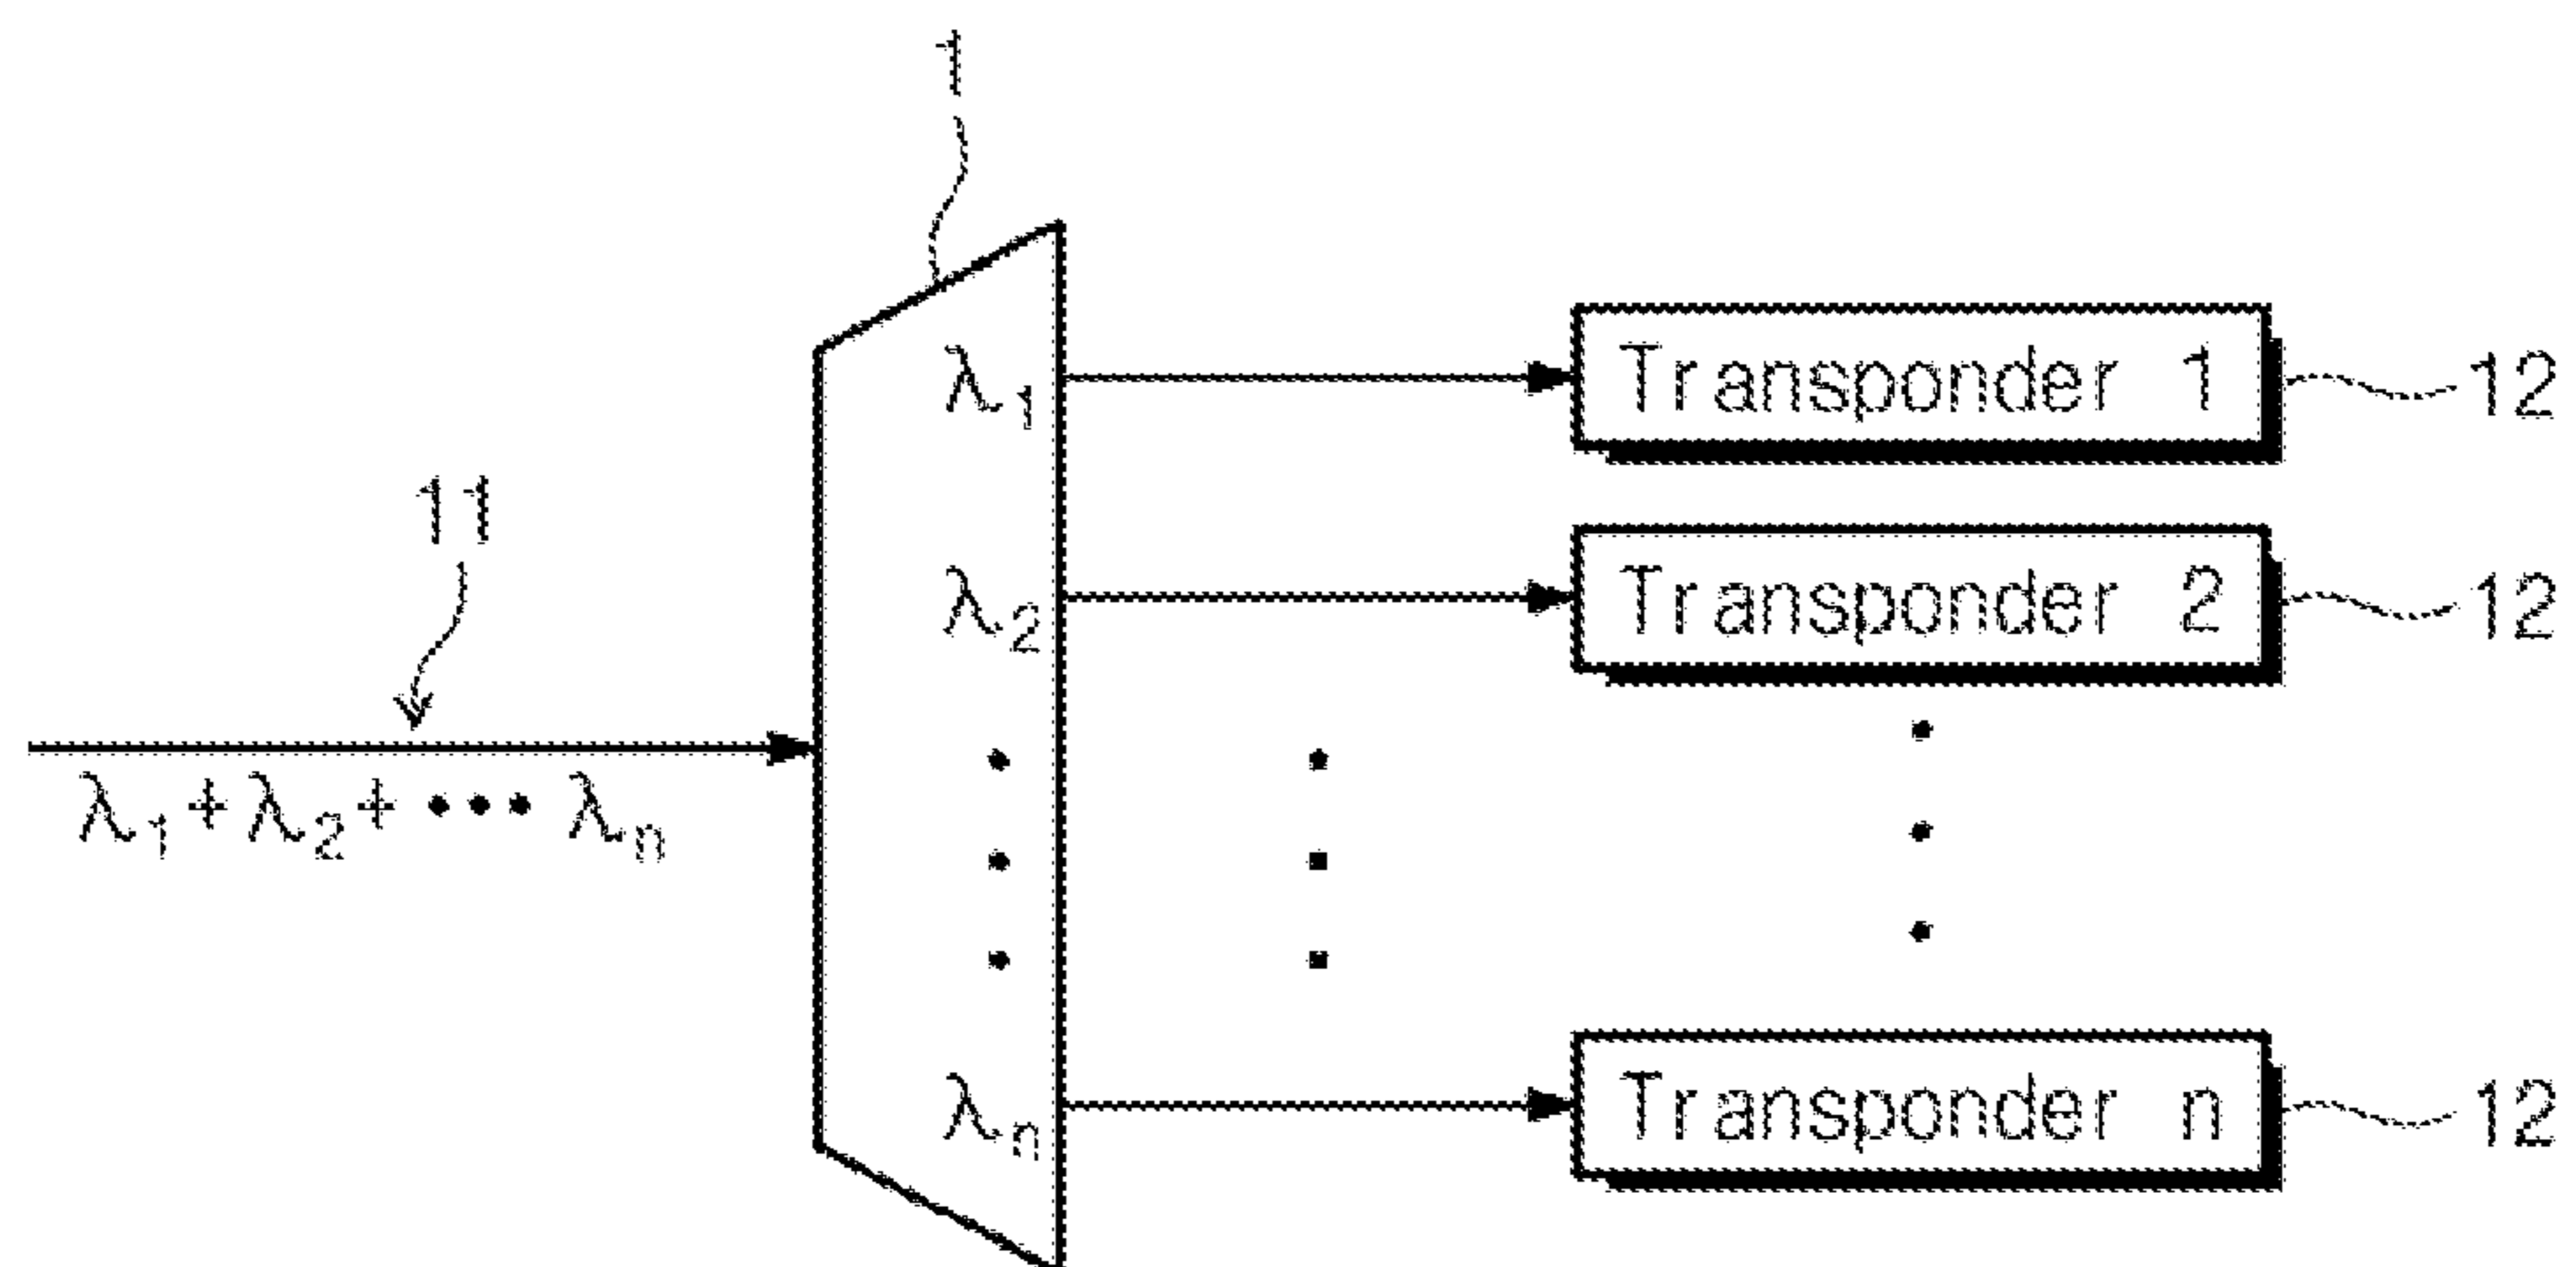 1
λ1 Transponder 1 12
11
λ2 Transponder 2 12
λ1+λ2+ ••• λn
λn Transponder n 12